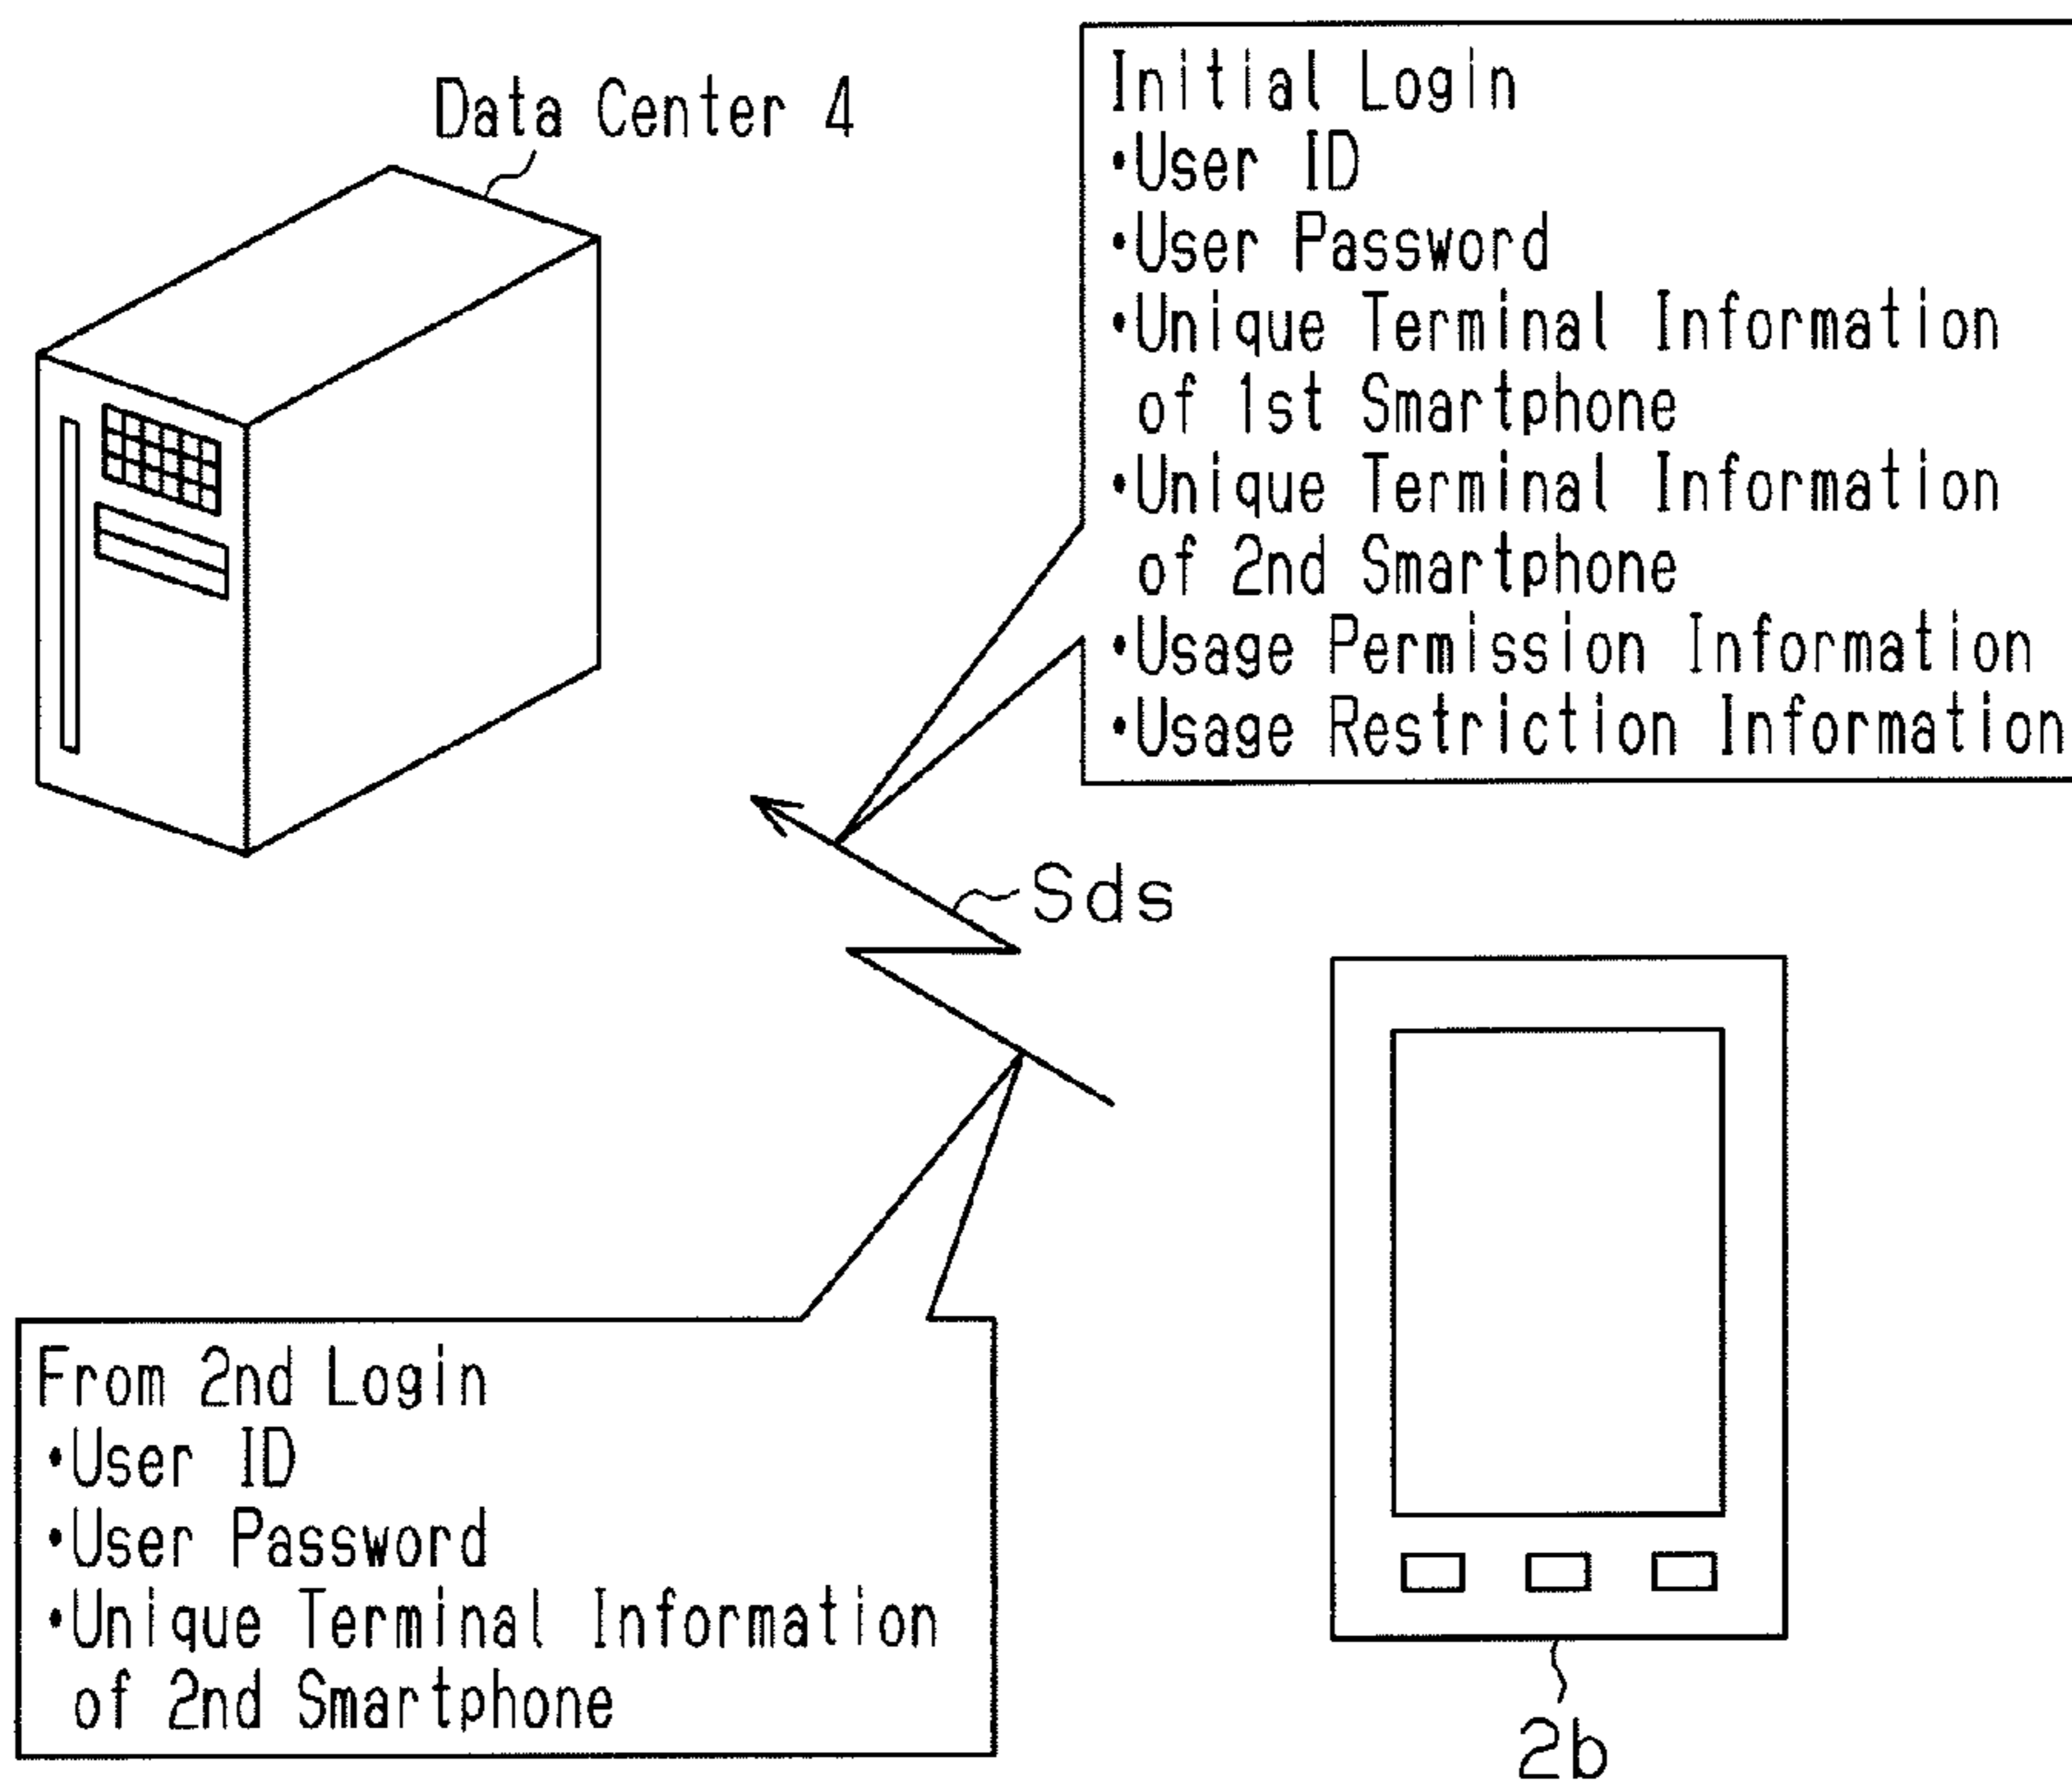 Data Center 4
Initial Login
•User ID
•User Password
•Unique Terminal Information
of 1st Smartphone
•Unique Terminal Information
of 2nd Smartphone
•Usage Permission Information
•Usage Restriction Information
Sds
From 2nd Login
•User ID
•User Password
•Unique Terminal Information
of 2nd Smartphone
2b